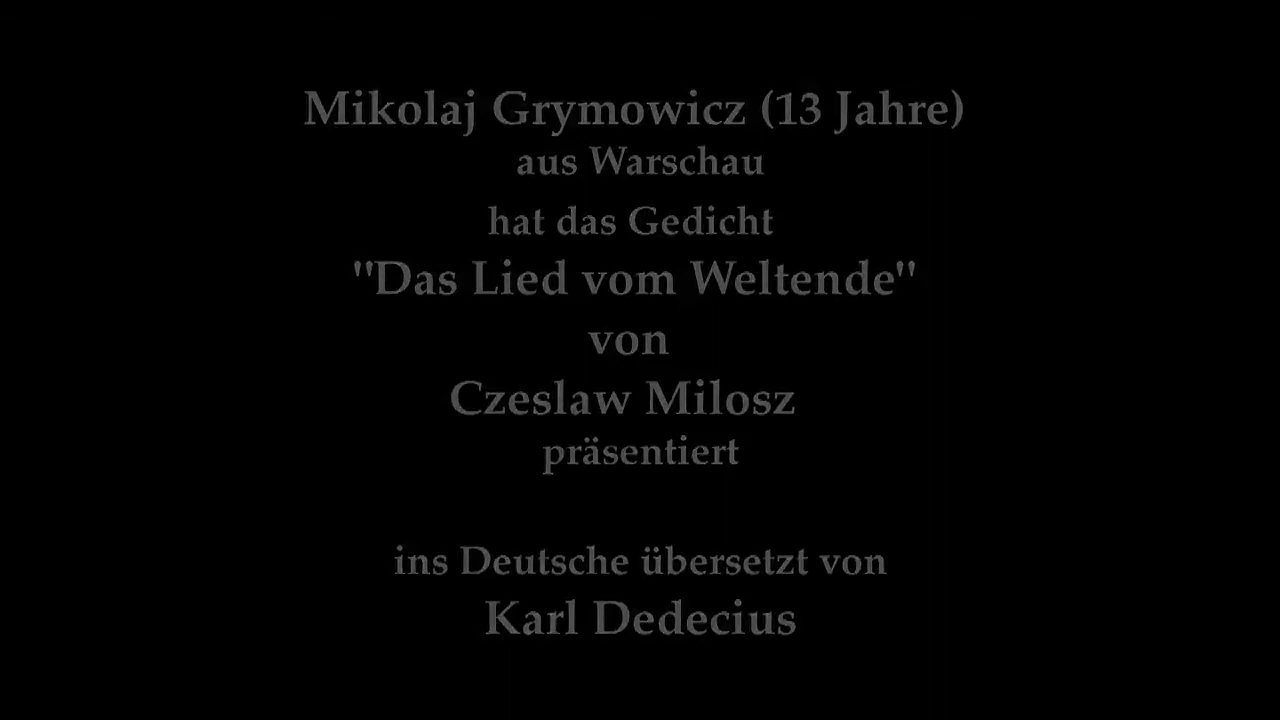 Mikolaj Grymowicz (13 Jahre)
aus Warschau
hat das Gedicht
"Das Lied vom Weltende"
von
Czeslaw Milosz
präsentiert
ins Deutsche übersetzt von
Karl Dedecius